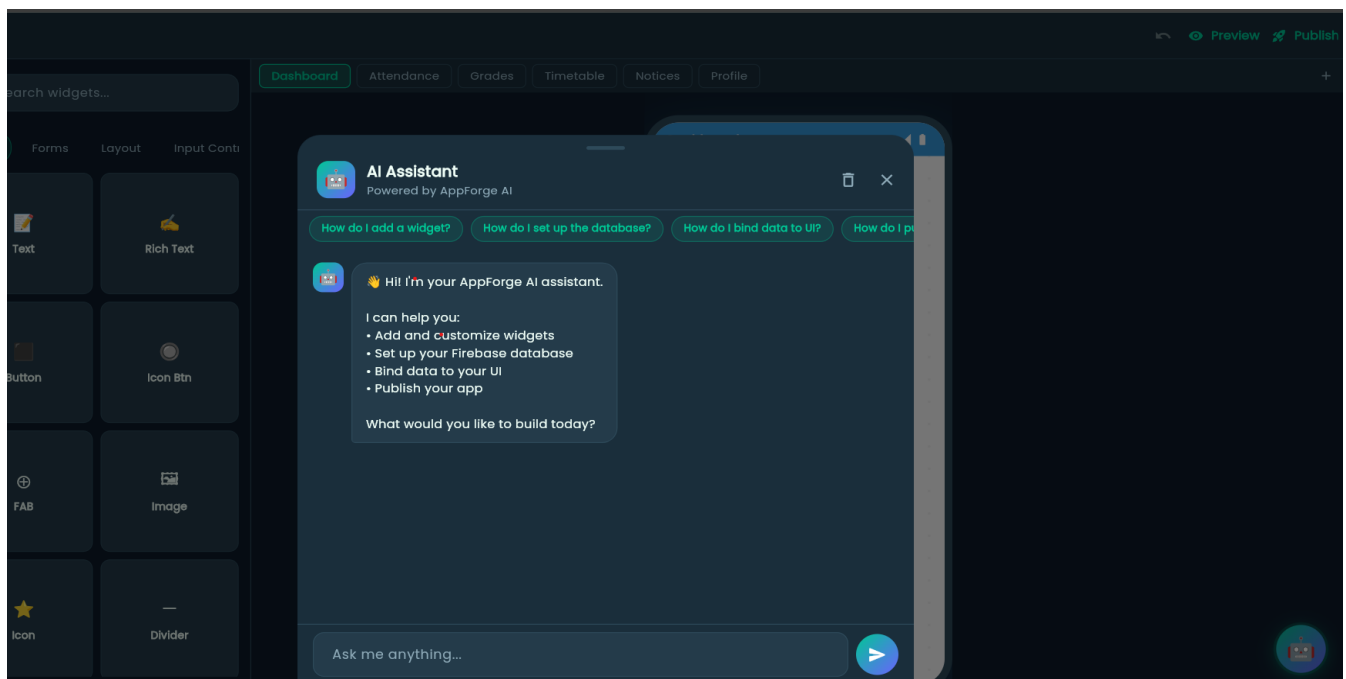 Preview Publish
Dashboard Attendance Grades Timetable Notices Profile +
earch widgets...
Forms Layout Input Contr
AI Assistant
Powered by AppForge AI
How do I add a widget? How do I set up the database? How do I bind data to UI? How do I pu
Text Rich Text
👋 Hi! I'm your AppForge AI assistant.
I can help you:
• Add and customize widgets
• Set up your Firebase database
• Bind data to your UI
• Publish your app
What would you like to build today?
Button Icon Btn
FAB Image
Icon Divider
Ask me anything...